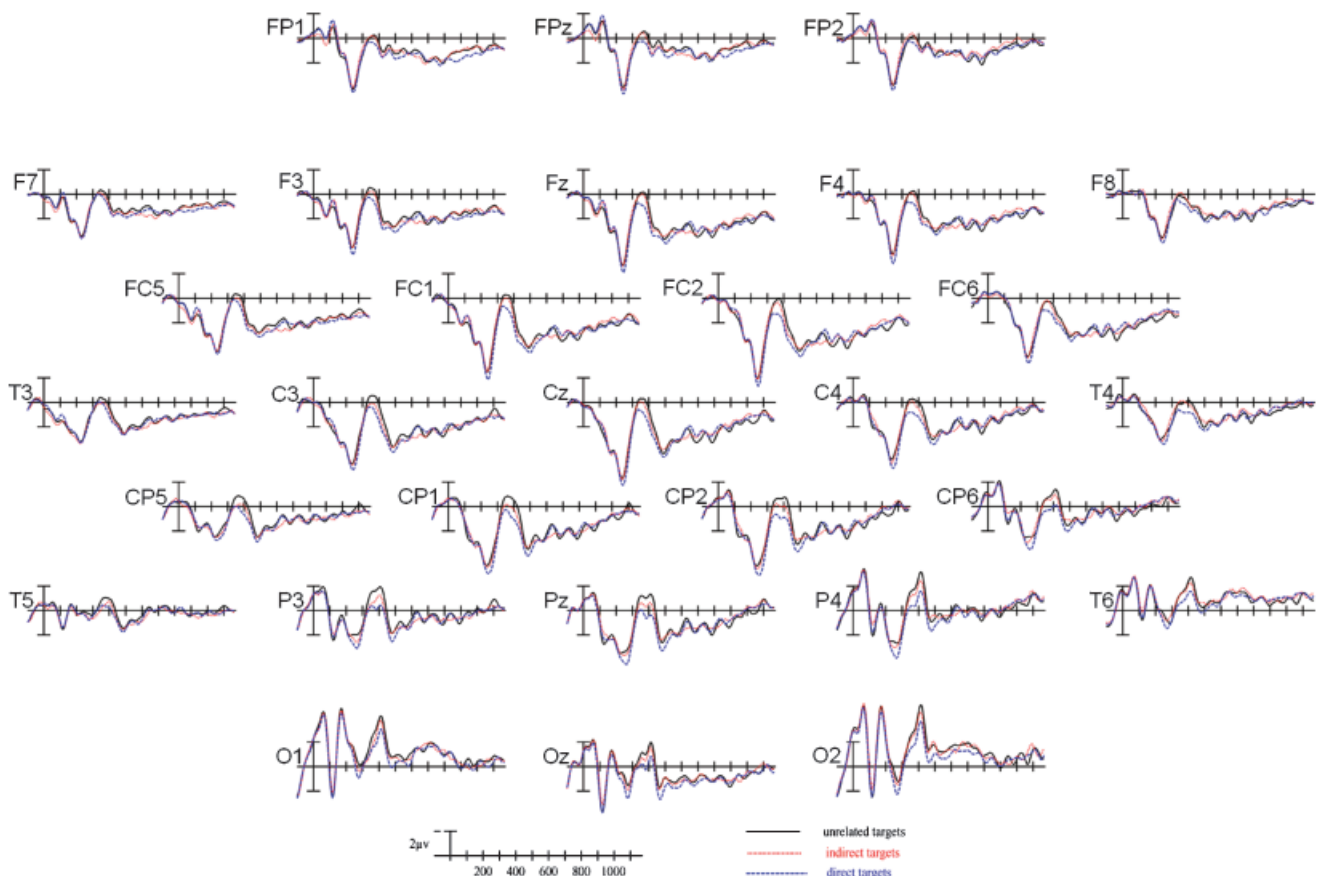 FP1 FPz FP2
F7 F3 Fz F4 F8
FC5 FC1 FC2 FC6
T3 C3 Cz C4 T4
CP5 CP1 CP2 CP6
T5 P3 Pz P4 T6
O1 Oz O2
2μv
200 400 600 800 1000
unrelated targets
indirect targets
direct targets